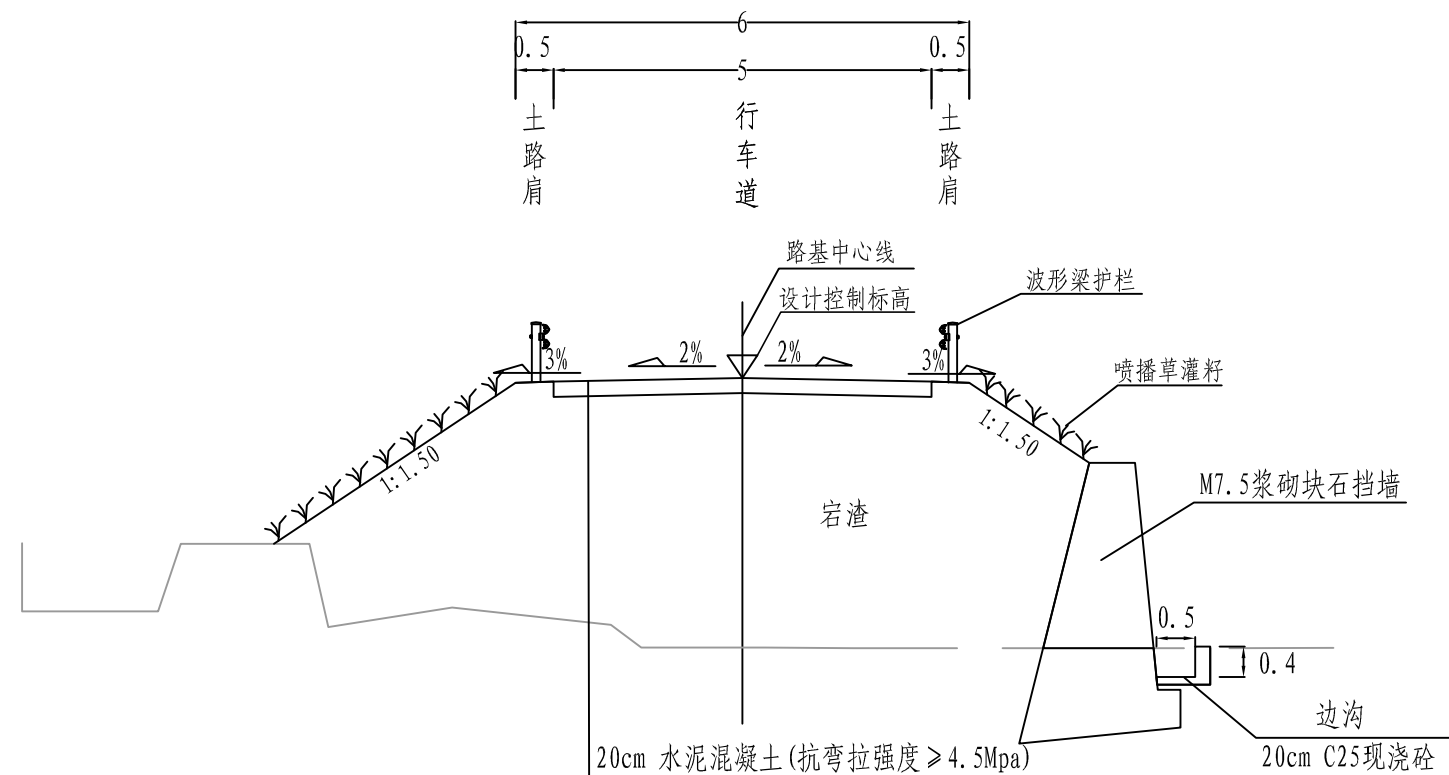 6
0.5
0.5
5
土路肩
行车道
土路肩
路基中心线
设计控制标高
波形梁护栏
3%
2%
2%
3%
喷播草灌籽
1:1.50
1:1.50
M7.5浆砌块石挡墙
宕渣
0.5
0.4
边沟
20cm 水泥混凝土(抗弯拉强度≥4.5Mpa)
20cm C25现浇砼